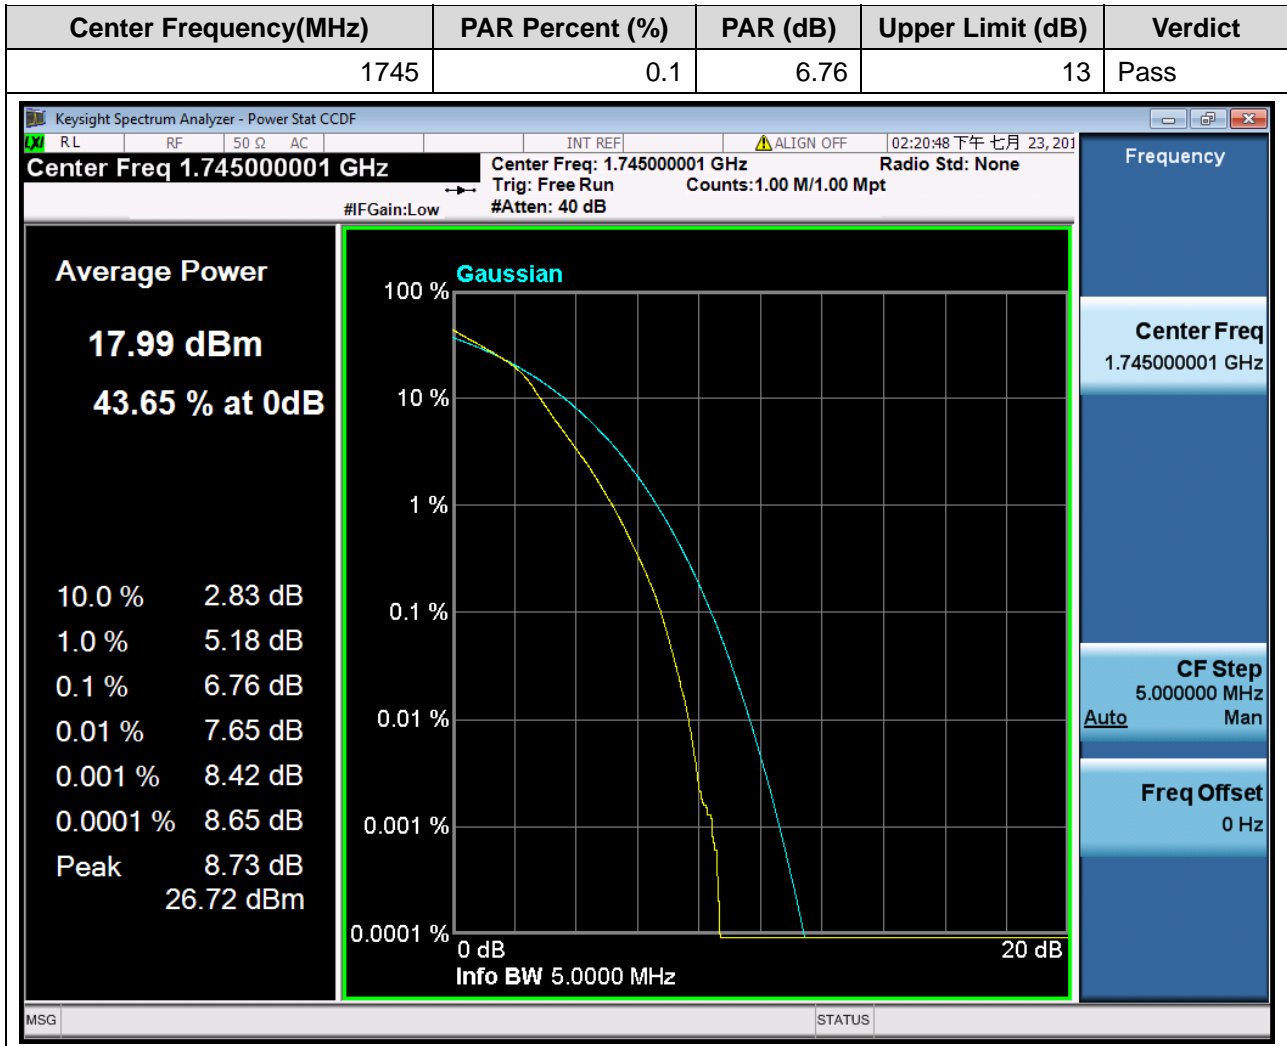 Center Frequency(MHz) PAR Percent (%) PAR (dB) Upper Limit (dB) Verdict
1745 0.1 6.76 13 Pass
Keysight Spectrum Analyzer - Power Stat CCDF
LXI RL RF 50 Ω AC INT REF ALIGN OFF 02:20:48 下午 七月 23, 201
Center Freq 1.745000001 GHz
Center Freq: 1.745000001 GHz Radio Std: None
Trig: Free Run Counts:1.00 M/1.00 Mpt
#IFGain:Low #Atten: 40 dB
Frequency
Average Power
17.99 dBm
43.65 % at 0dB
10.0 % 2.83 dB
1.0 % 5.18 dB
0.1 % 6.76 dB
0.01 % 7.65 dB
0.001 % 8.42 dB
0.0001 % 8.65 dB
Peak 8.73 dB
26.72 dBm
Gaussian
100 %
10 %
1 %
0.1 %
0.01 %
0.001 %
0.0001 %
0 dB 20 dB
Info BW 5.0000 MHz
Center Freq
1.745000001 GHz
CF Step
5.000000 MHz
Auto Man
Freq Offset
0 Hz
MSG STATUS